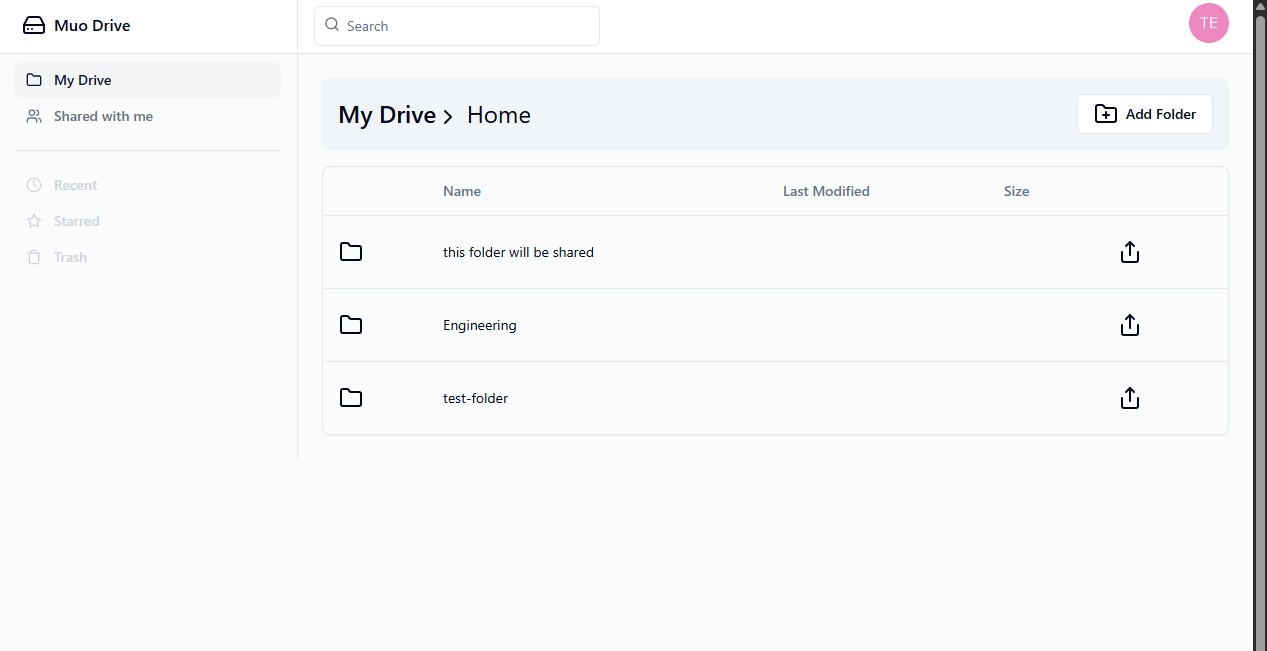 Muo Drive
Search
TE
My Drive
Shared with me
Recent
Starred
Trash
My Drive Home
Add Folder
Name Last Modified Size
this folder will be shared
Engineering
test-folder